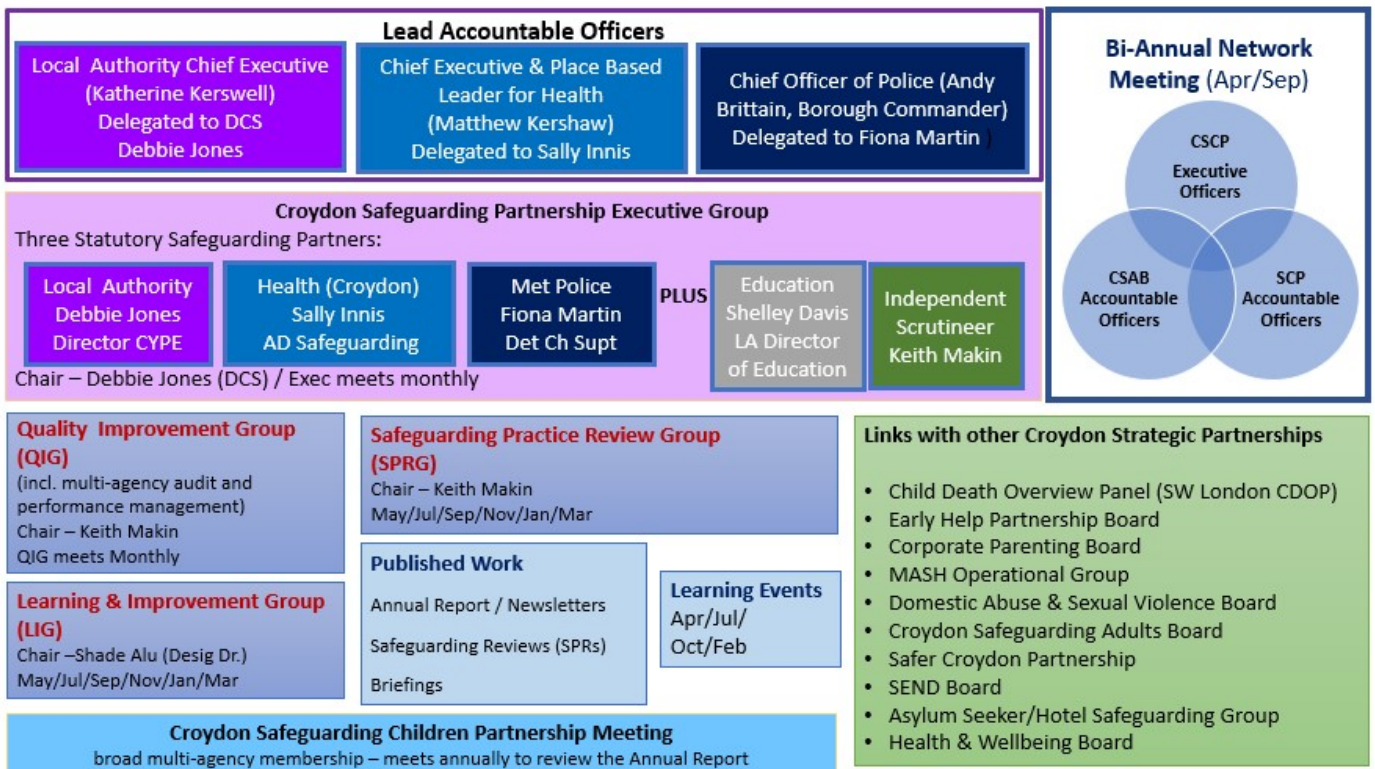 Lead Accountable Officers
Local Authority Chief Executive
(Katherine Kerswell)
Delegated to DCS
Debbie Jones
Chief Executive & Place Based
Leader for Health
(Matthew Kershaw)
Delegated to Sally Innis
Chief Officer of Police (Andy
Brittain, Borough Commander)
Delegated to Fiona Martin )
Bi-Annual Network
Meeting (Apr/Sep)
CSCP
Executive
Officers
CSAB
Accountable
Officers
SCP
Accountable
Officers
Croydon Safeguarding Partnership Executive Group
Three Statutory Safeguarding Partners:
Local Authority
Debbie Jones
Director CYPE
Health (Croydon)
Sally Innis
AD Safeguarding
Met Police
Fiona Martin
Det Ch Supt
PLUS
Education
Shelley Davis
LA Director
of Education
Independent
Scrutineer
Keith Makin
Chair – Debbie Jones (DCS) / Exec meets monthly
Quality Improvement Group
(QIG)
(incl. multi-agency audit and
performance management)
Chair – Keith Makin
QIG meets Monthly
Learning & Improvement Group
(LIG)
Chair –Shade Alu (Desig Dr.)
May/Jul/Sep/Nov/Jan/Mar
Safeguarding Practice Review Group
(SPRG)
Chair – Keith Makin
May/Jul/Sep/Nov/Jan/Mar
Published Work
Annual Report / Newsletters
Safeguarding Reviews (SPRs)
Briefings
Learning Events
Apr/Jul/
Oct/Feb
Links with other Croydon Strategic Partnerships
• Child Death Overview Panel (SW London CDOP)
• Early Help Partnership Board
• Corporate Parenting Board
• MASH Operational Group
• Domestic Abuse & Sexual Violence Board
• Croydon Safeguarding Adults Board
• Safer Croydon Partnership
• SEND Board
• Asylum Seeker/Hotel Safeguarding Group
• Health & Wellbeing Board
Croydon Safeguarding Children Partnership Meeting
broad multi-agency membership – meets annually to review the Annual Report